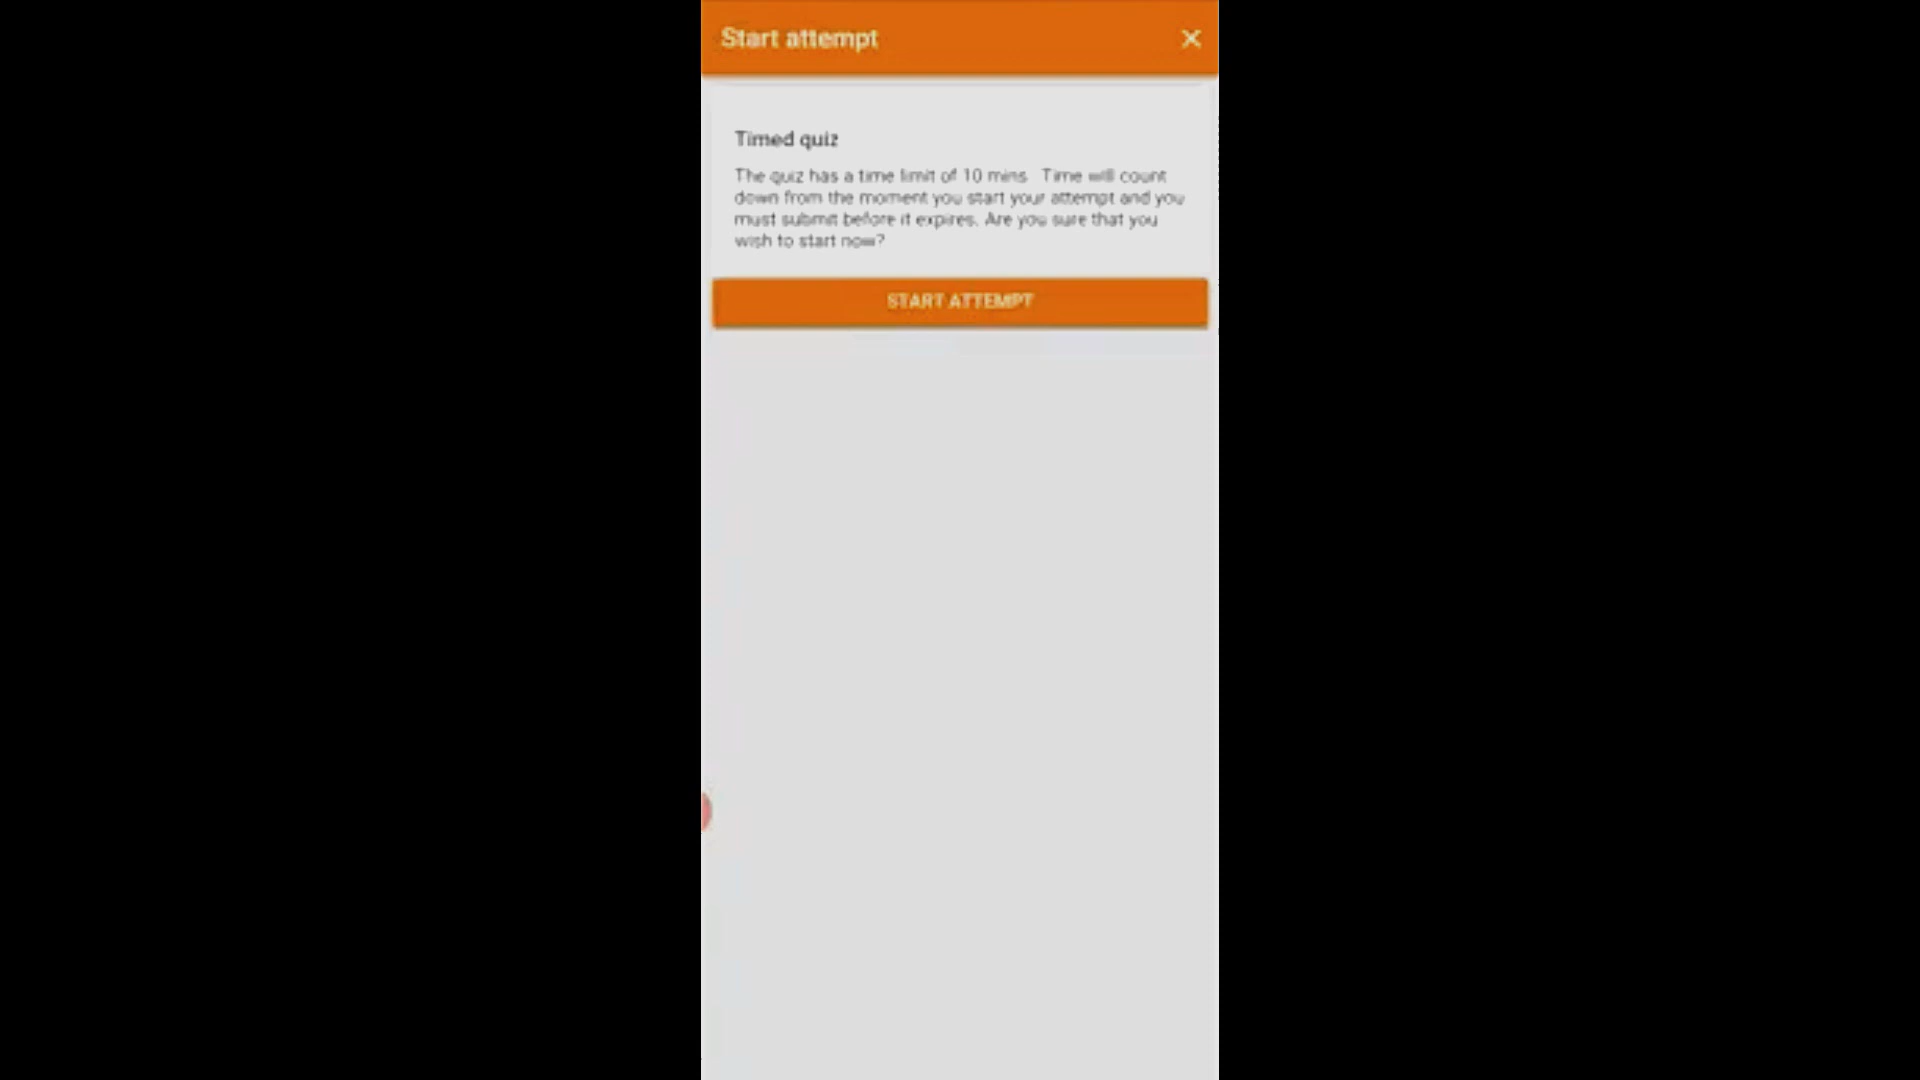 Start attempt
Timed quiz
The quiz has a time limit of 10 mins. Time will count
down from the moment you start your attempt and you
must submit before it expires. Are you sure that you
wish to start now?
START ATTEMPT